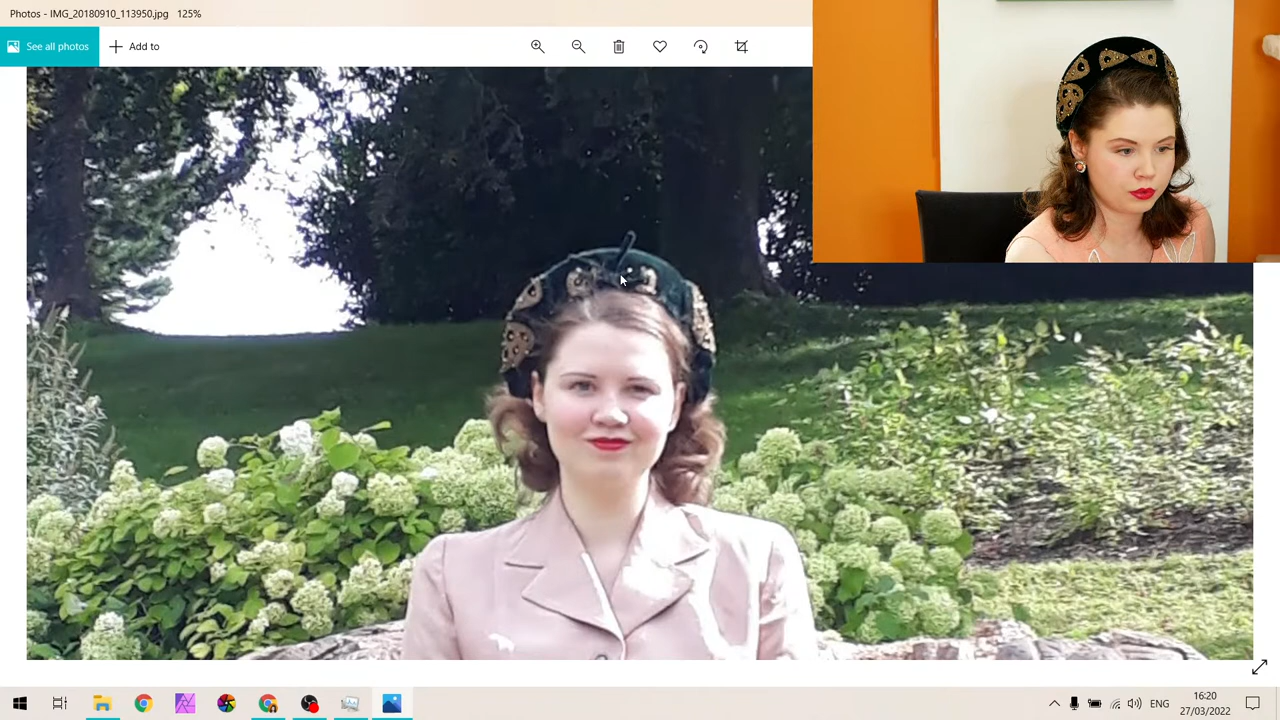 Photos - IMG_20180910_113950.jpg   125%
See all photos
Add to
ENG
16:20
27/03/2022